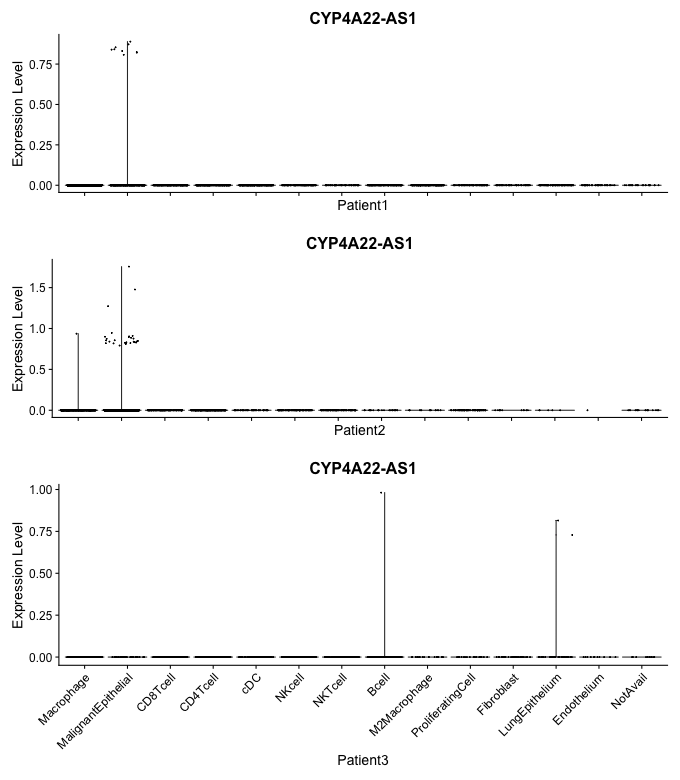 CYP4A22-AS1
Expression Level
0.75
0.50
0.25
0.00
Patient1
CYP4A22-AS1
Expression Level
1.5
1.0
0.5
0.0
Patient2
CYP4A22-AS1
Expression Level
1.00
0.75
0.50
0.25
0.00
Macrophage
MalignantEpithelial
CD8Tcell
CD4Tcell
cDC
NKcell
NKTcell
Bcell
M2Macrophage
ProliferatingCell
Fibroblast
LungEpithelium
Endothelium
NotAvail
Patient3